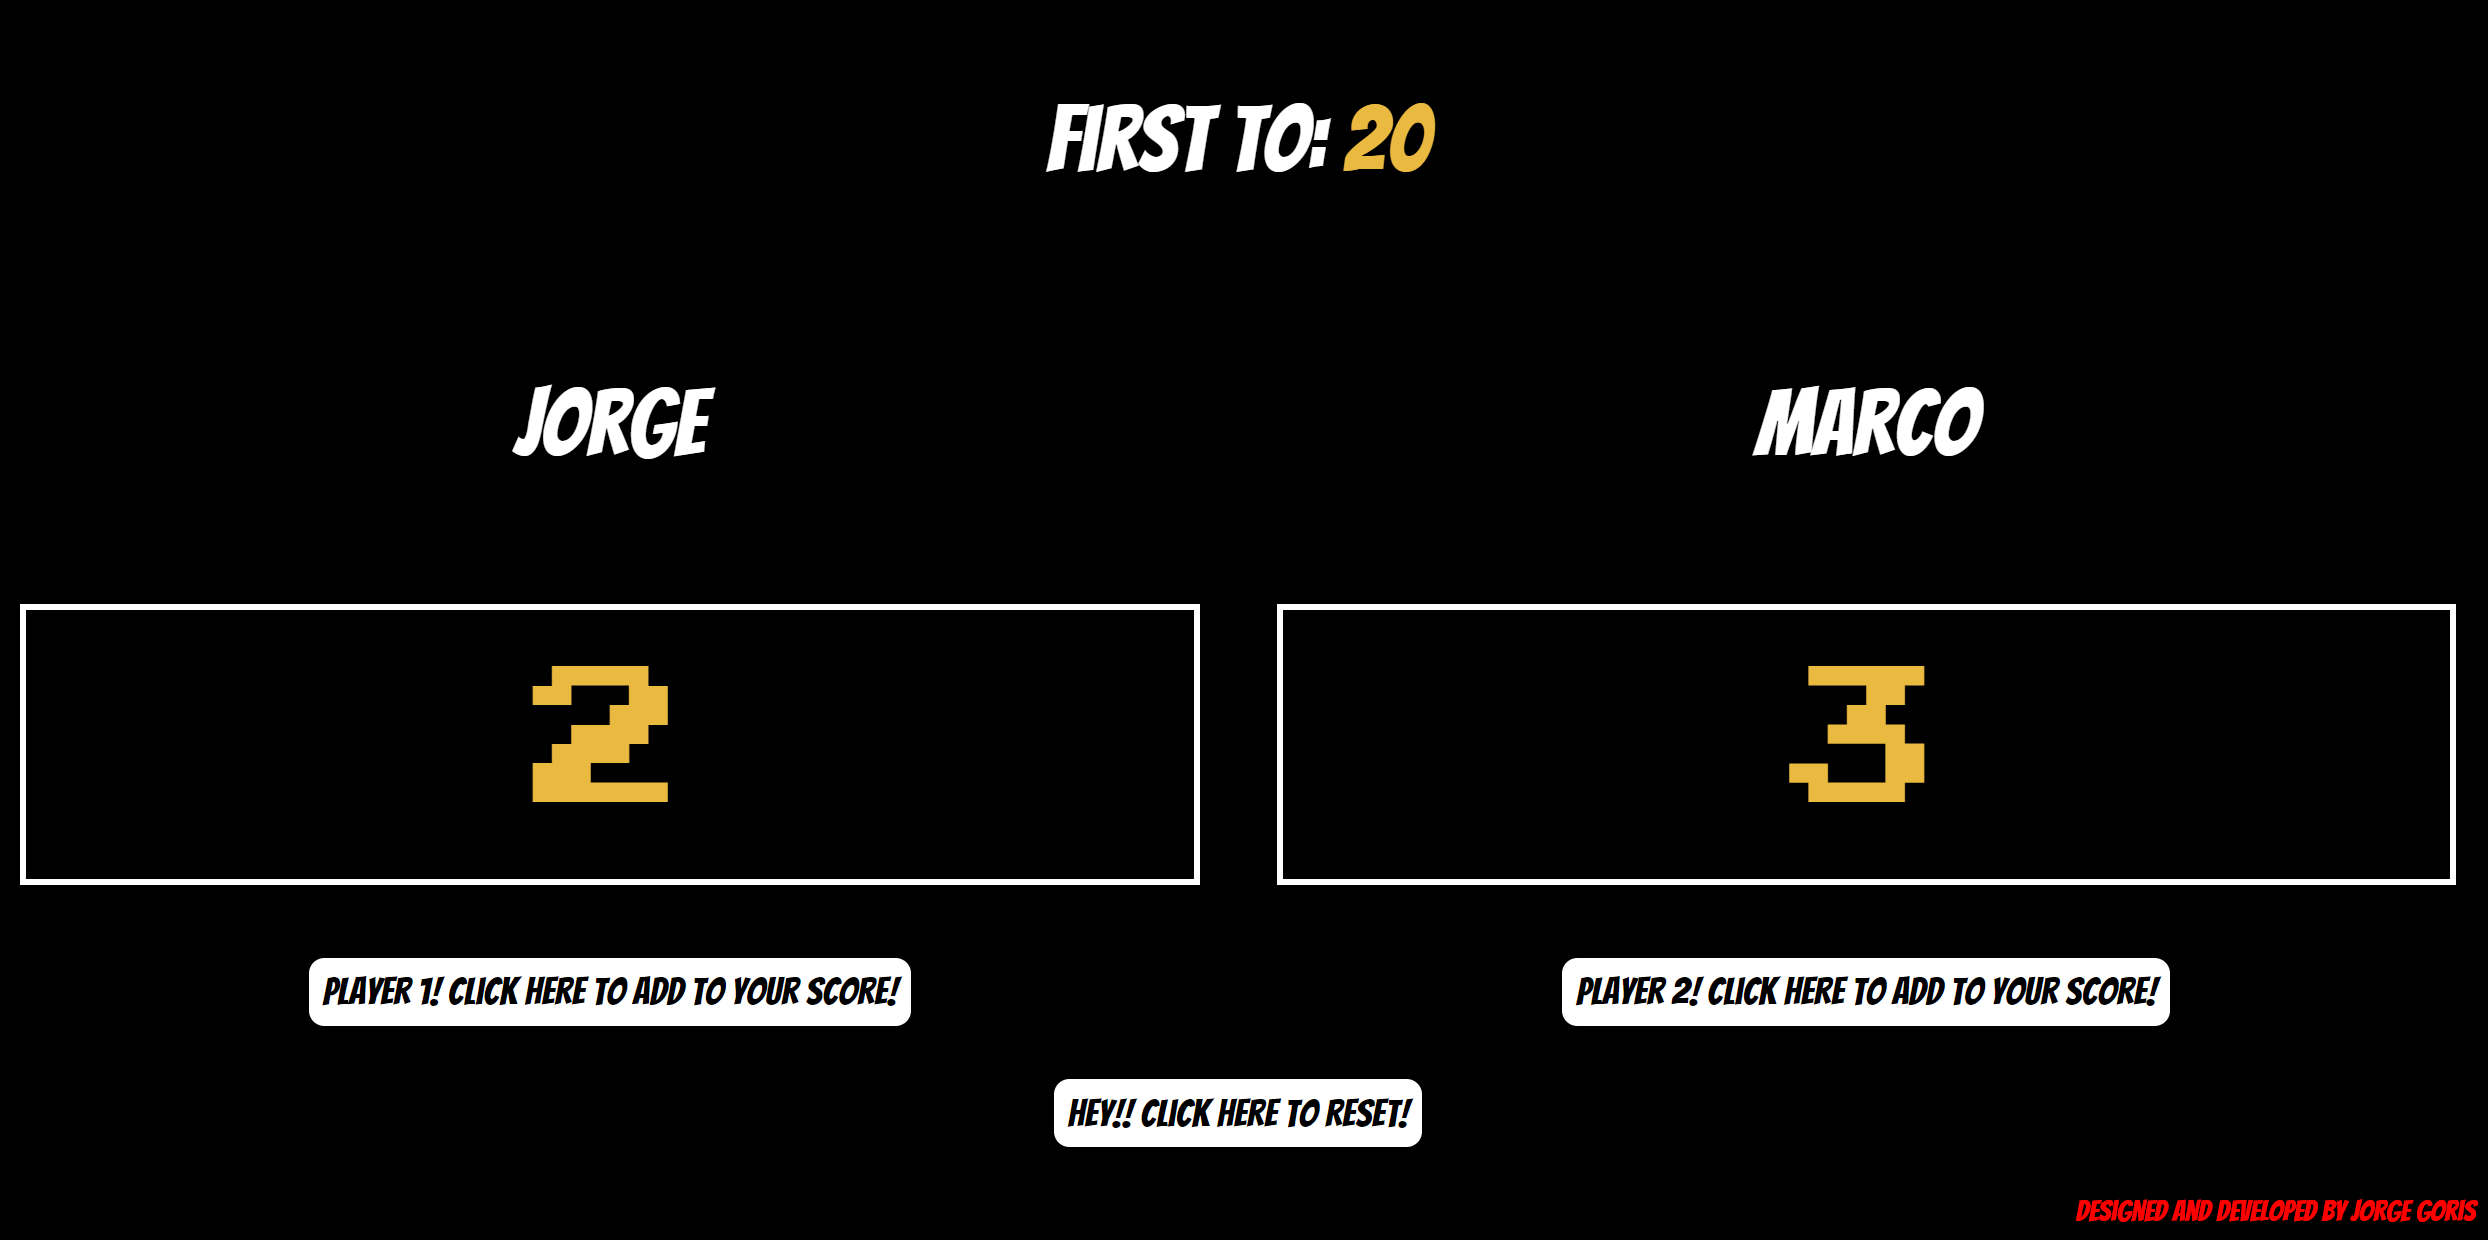 FIRST TO: 20
JORGE
MARCO
2
3
PLAYER 1! CLICK HERE TO ADD TO YOUR SCORE!
PLAYER 2! CLICK HERE TO ADD TO YOUR SCORE!
HEY!! CLICK HERE TO RESET!
DESIGNED AND DEVELOPED BY JORGE GORIS